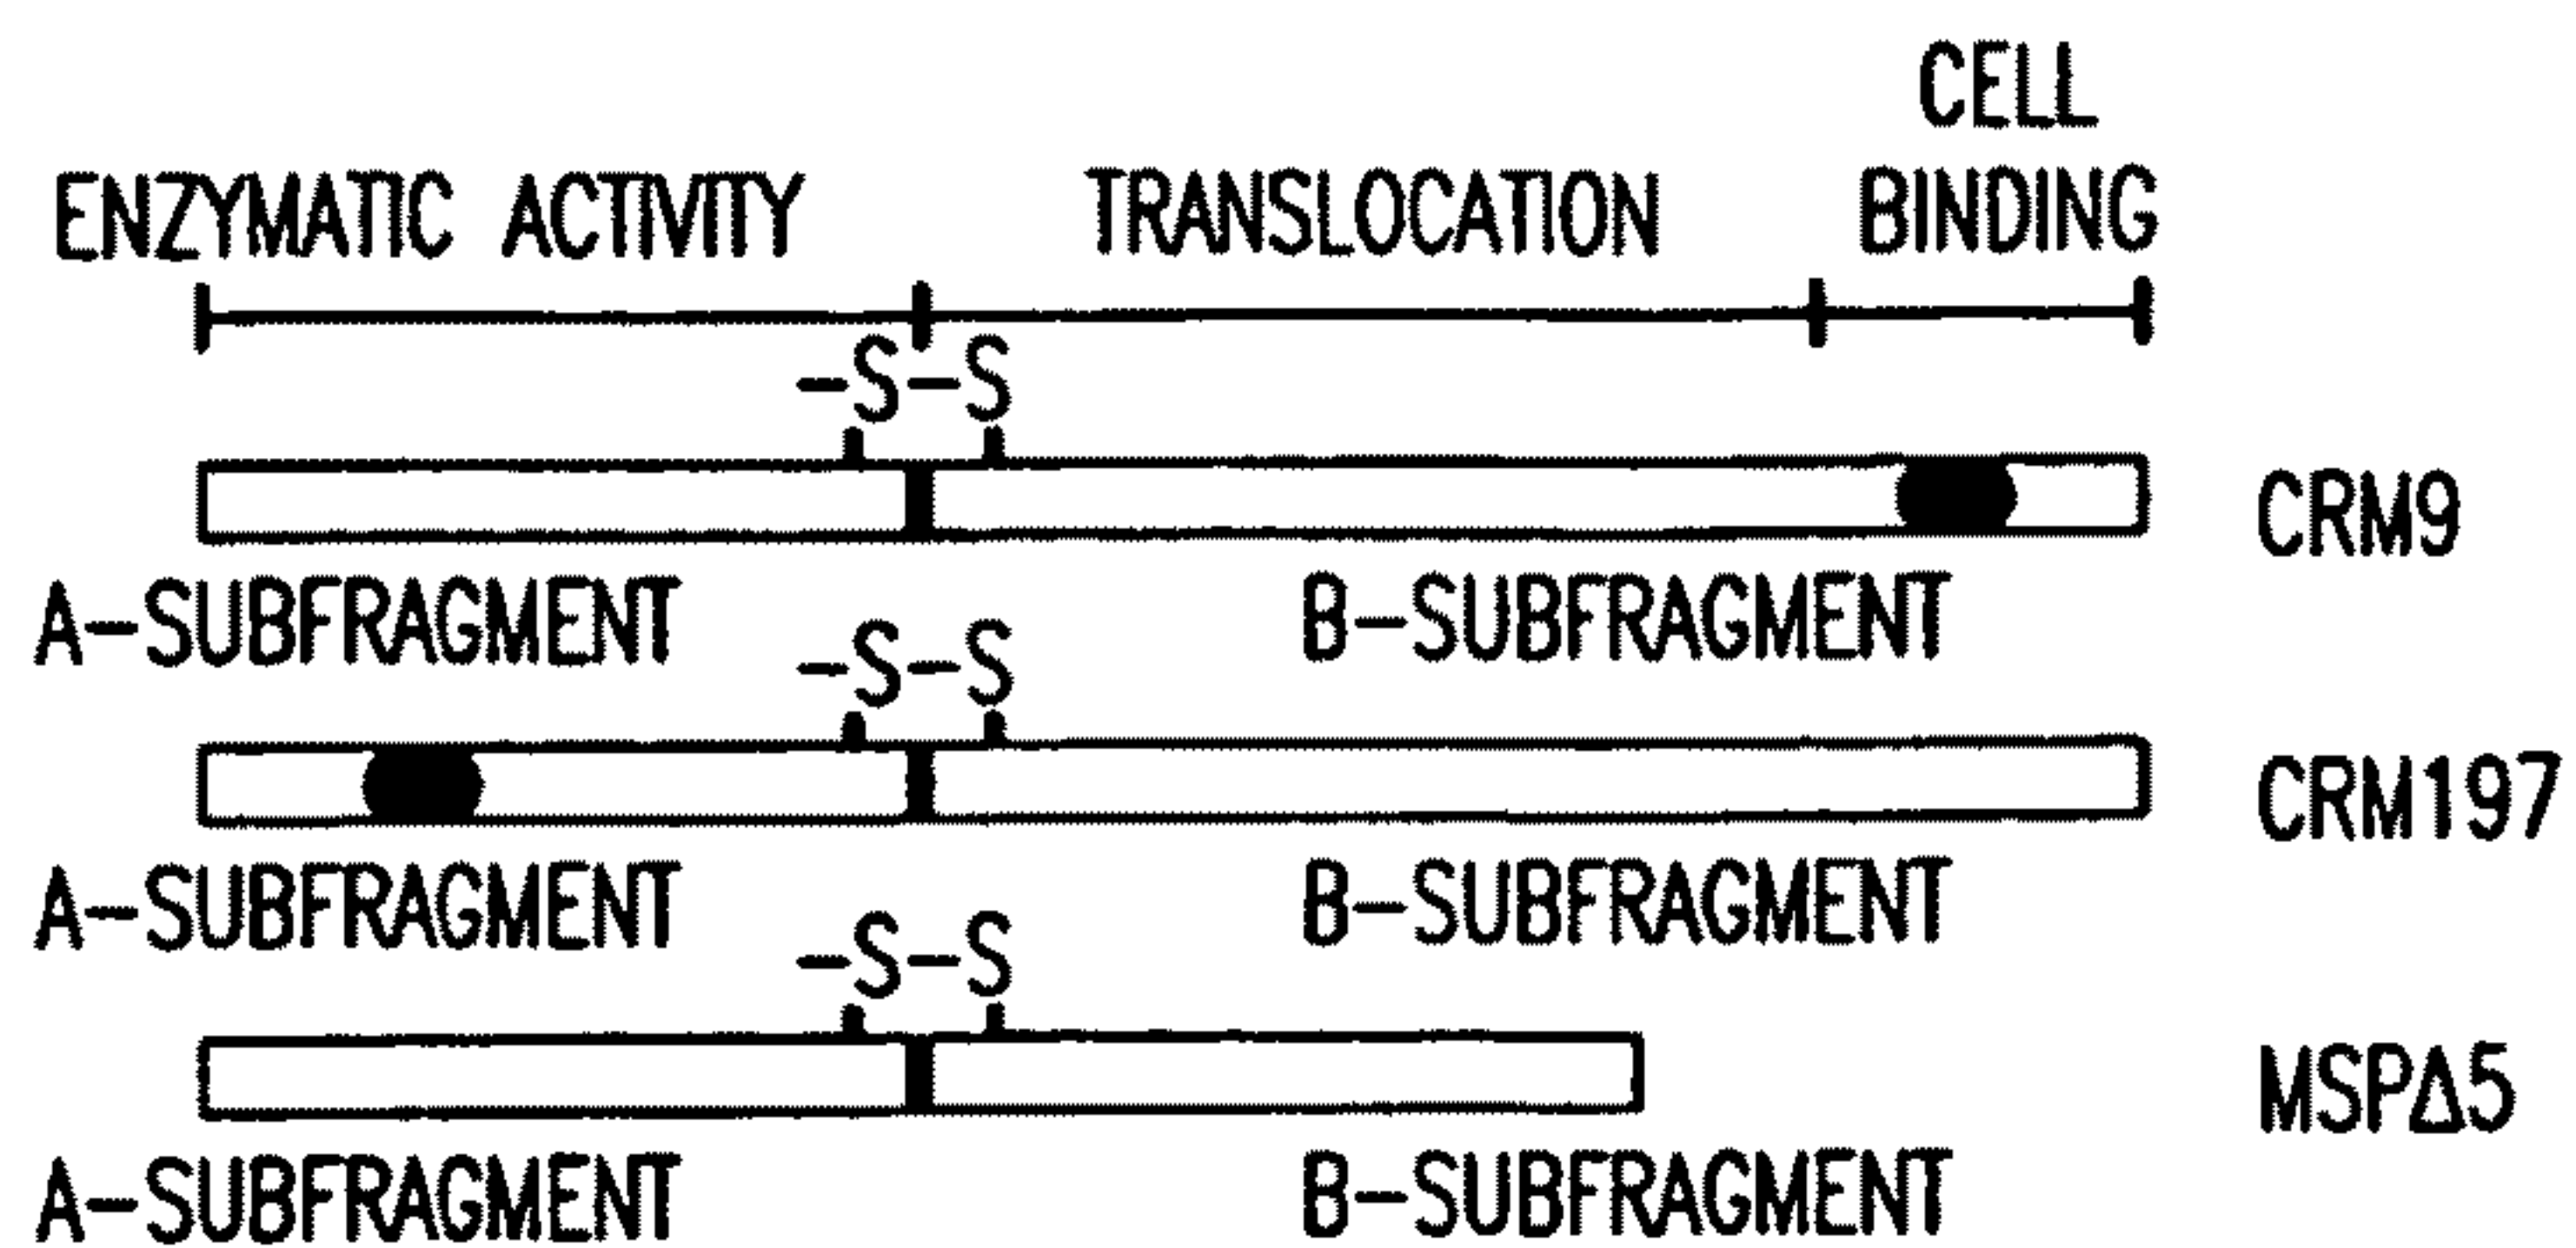 CELL
ENZYMATIC ACTIVITY TRANSLOCATION BINDING
-S-S
CRM9
A-SUBFRAGMENT B-SUBFRAGMENT
-S-S
CRM197
A-SUBFRAGMENT B-SUBFRAGMENT
-S-S
MSPΔ5
A-SUBFRAGMENT B-SUBFRAGMENT